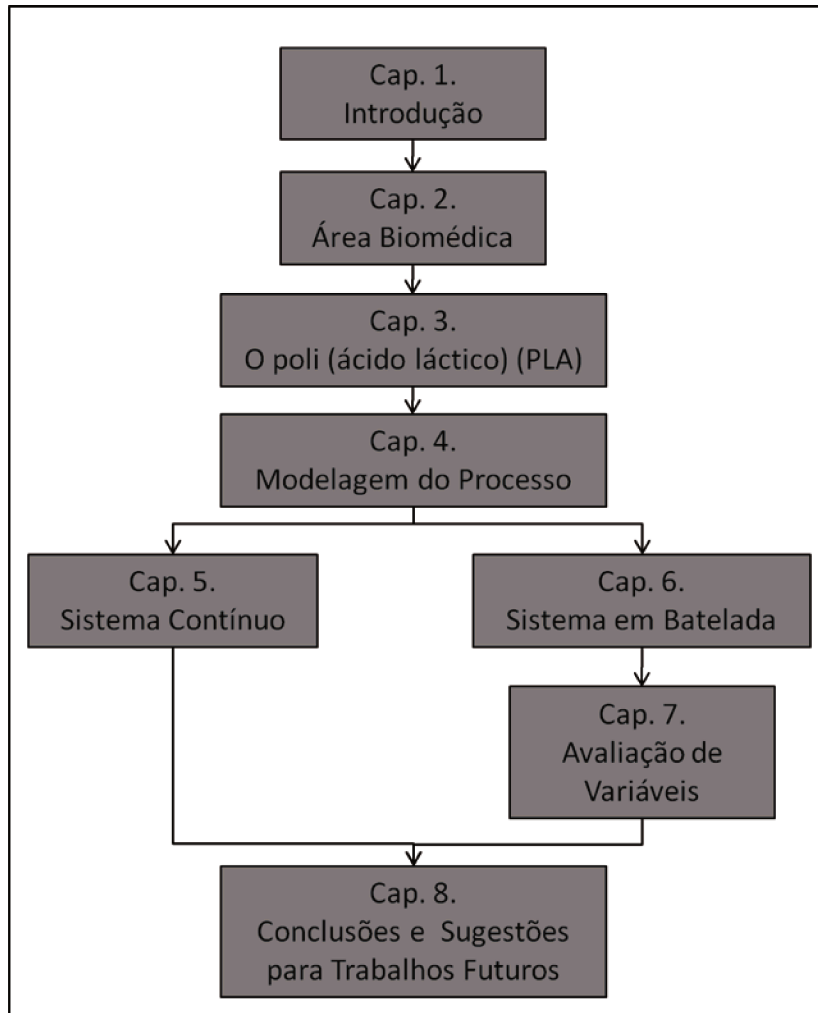 Cap. 1.
Introdução
Cap. 2.
Área Biomédica
Cap. 3.
O poli (ácido láctico) (PLA)
Cap. 4.
Modelagem do Processo
Cap. 5.
Sistema Contínuo
Cap. 6.
Sistema em Batelada
Cap. 7.
Avaliação de
Variáveis
Cap. 8.
Conclusões e Sugestões
para Trabalhos Futuros